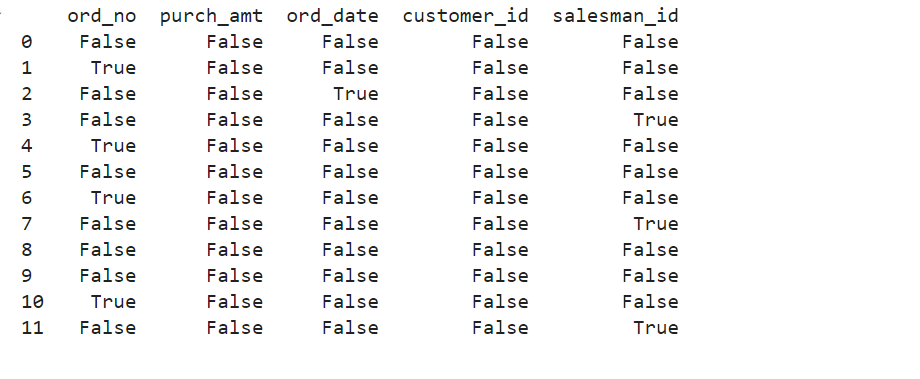 ord_no purch_amt ord_date customer_id salesman_id
0 False False False False False
1 True False False False False
2 False False True False False
3 False False False False True
4 True False False False False
5 False False False False False
6 True False False False False
7 False False False False True
8 False False False False False
9 False False False False False
10 True False False False False
11 False False False False True